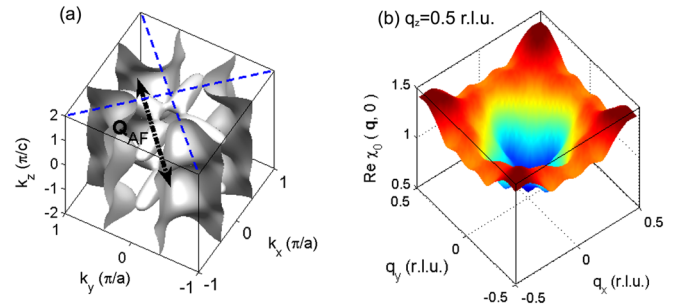 (a)
Q_AF
k_z (π/c)
2
1
0
-1
-2
1
0
-1
k_y (π/a)
-1
0
1
k_x (π/a)
(b) q_z=0.5 r.l.u.
Re χ_0 ( q, 0 )
1.5
1
0.5
0.5
0
-0.5
q_y (r.l.u.)
-0.5
0
0.5
q_x (r.l.u.)